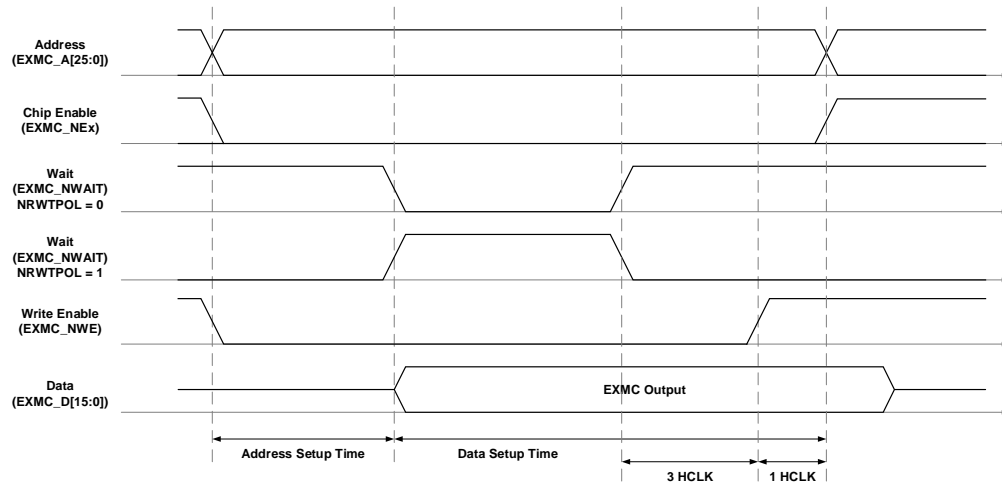 Address
(EXMC_A[25:0])
Chip Enable
(EXMC_NEx)
Wait
(EXMC_NWAIT)
NRWTPOL = 0
Wait
(EXMC_NWAIT)
NRWTPOL = 1
Write Enable
(EXMC_NWE)
Data
(EXMC_D[15:0])
EXMC Output
Address Setup Time
Data Setup Time
3 HCLK
1 HCLK